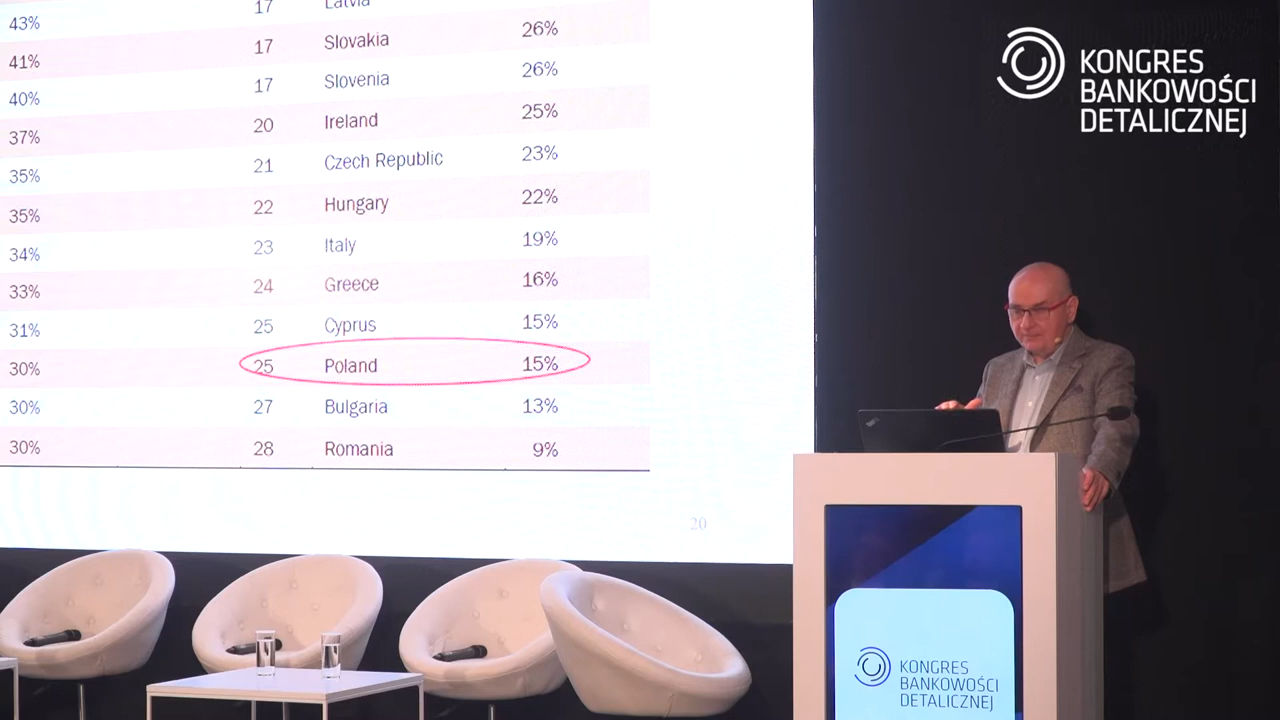 43%
17 Latvia
41%
17 Slovakia 26%
40%
17 Slovenia 26%
37%
20 Ireland 25%
35%
21 Czech Republic 23%
35%
22 Hungary 22%
34%
23 Italy 19%
33%
24 Greece 16%
31%
25 Cyprus 15%
30%
25 Poland 15%
30%
27 Bulgaria 13%
30%
28 Romania 9%
20
KONGRES
BANKOWOŚCI
DETALICZNEJ
KONGRES
BANKOWOŚCI
DETALICZNEJ